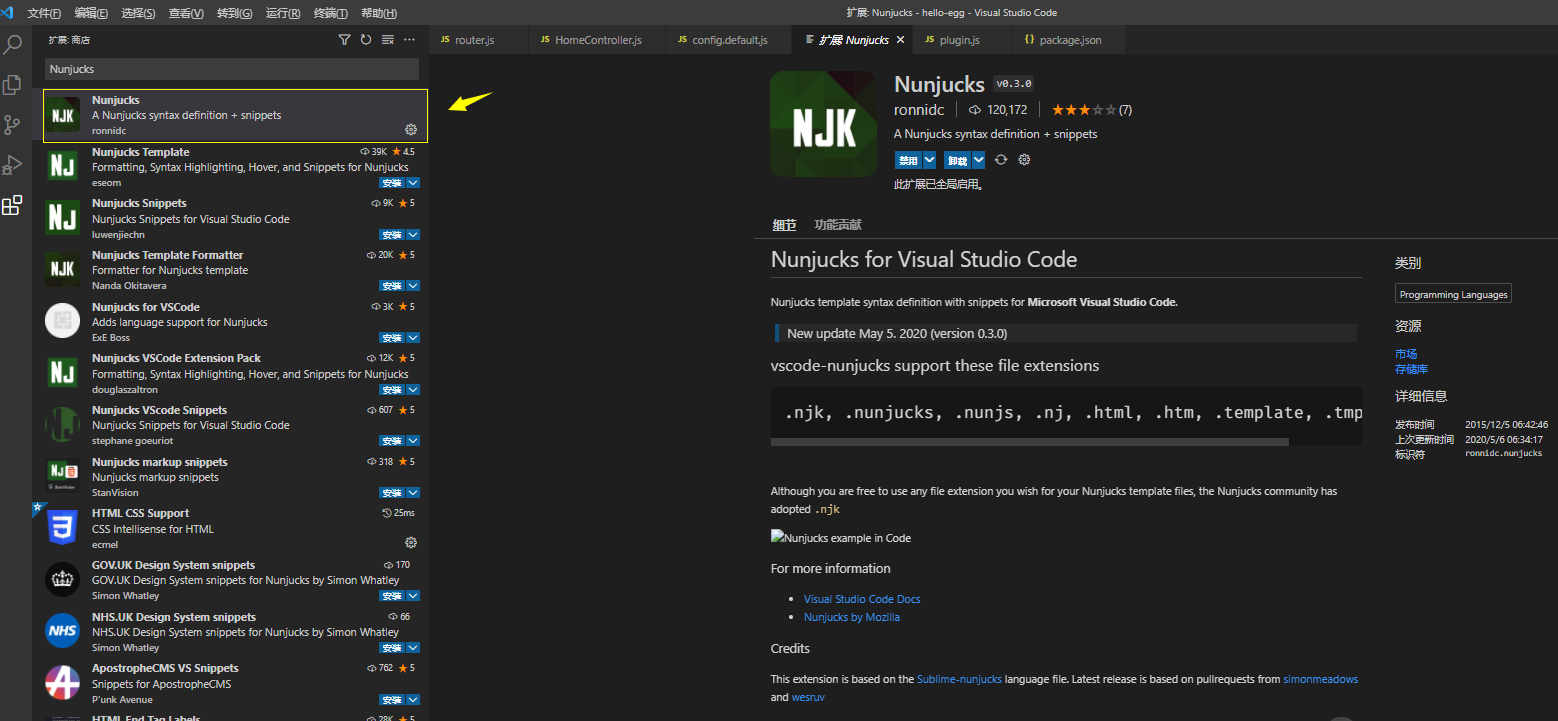 文件(F) 编辑(E) 选择(S) 查看(V) 转到(G) 运行(R) 终端(T) 帮助(H) 扩展: Nunjucks - hello-egg - Visual Studio Code
扩展: 商店
Nunjucks
NJK
Nunjucks
A Nunjucks syntax definition + snippets
ronnidc
NJ
Nunjucks Template 39K 4.5
Formatting, Syntax Highlighting, Hover, and Snippets for Nunjucks
eseom 安装
NJ
Nunjucks Snippets 9K 5
Nunjucks Snippets for Visual Studio Code
luwenjiechn 安装
NJK
Nunjucks Template Formatter 20K 5
Formatter for Nunjucks template
Nanda Okitavera 安装
Nunjucks for VSCode 3K 5
Adds language support for Nunjucks
ExE Boss 安装
NJ
Nunjucks VSCode Extension Pack 12K 5
Formatting, Syntax Highlighting, Hover, and Snippets for Nunjucks
douglaszaltron 安装
Nunjucks VScode Snippets 607 5
Nunjucks Snippets for Visual Studio Code
stephane goeuriot 安装
NJ
Nunjucks markup snippets 318 5
Nunjucks markup snippets
StanVision 安装
HTML CSS Support 25ms
CSS Intellisense for HTML
ecmel
GOV.UK Design System snippets 170
GOV.UK Design System snippets for Nunjucks by Simon Whatley
Simon Whatley 安装
NHS
NHS.UK Design System snippets 66
NHS.UK Design System snippets for Nunjucks by Simon Whatley
Simon Whatley 安装
ApostropheCMS VS Snippets 762 5
Snippets for ApostropheCMS
P'unk Avenue 安装
HTML End Tag Labels 28K 5
JS router.js JS HomeController.js JS config.default.js 扩展 Nunjucks JS plugin.js {} package.json
NJK
Nunjucks v0.3.0
ronnidc 120,172 (7)
A Nunjucks syntax definition + snippets
禁用 卸载
此扩展已全局启用。
细节 功能贡献
Nunjucks for Visual Studio Code
Nunjucks template syntax definition with snippets for Microsoft Visual Studio Code.
New update May 5. 2020 (version 0.3.0)
vscode-nunjucks support these file extensions
.njk, .nunjucks, .nunjs, .nj, .html, .htm, .template, .tmp
Although you are free to use any file extension you wish for your Nunjucks template files, the Nunjucks community has
adopted .njk
Nunjucks example in Code
For more information
• Visual Studio Code Docs
• Nunjucks by Mozilla
Credits
This extension is based on the Sublime-nunjucks language file. Latest release is based on pullrequests from simonmeadows
and wesruv
类别
Programming Languages
资源
市场
存储库
详细信息
发布时间 2015/12/5 06:42:46
上次更新时间 2020/5/6 06:34:17
标识符 ronnidc.nunjucks